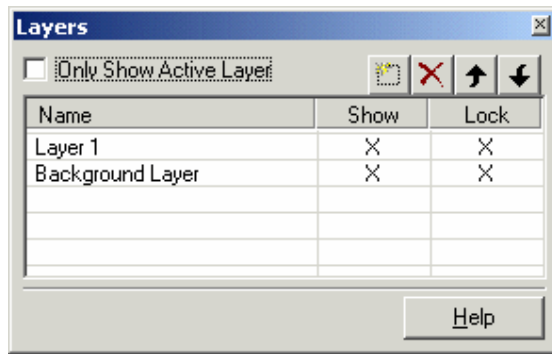 Layers
Only Show Active Layer
Name Show Lock
Layer 1 X X
Background Layer X X
Help